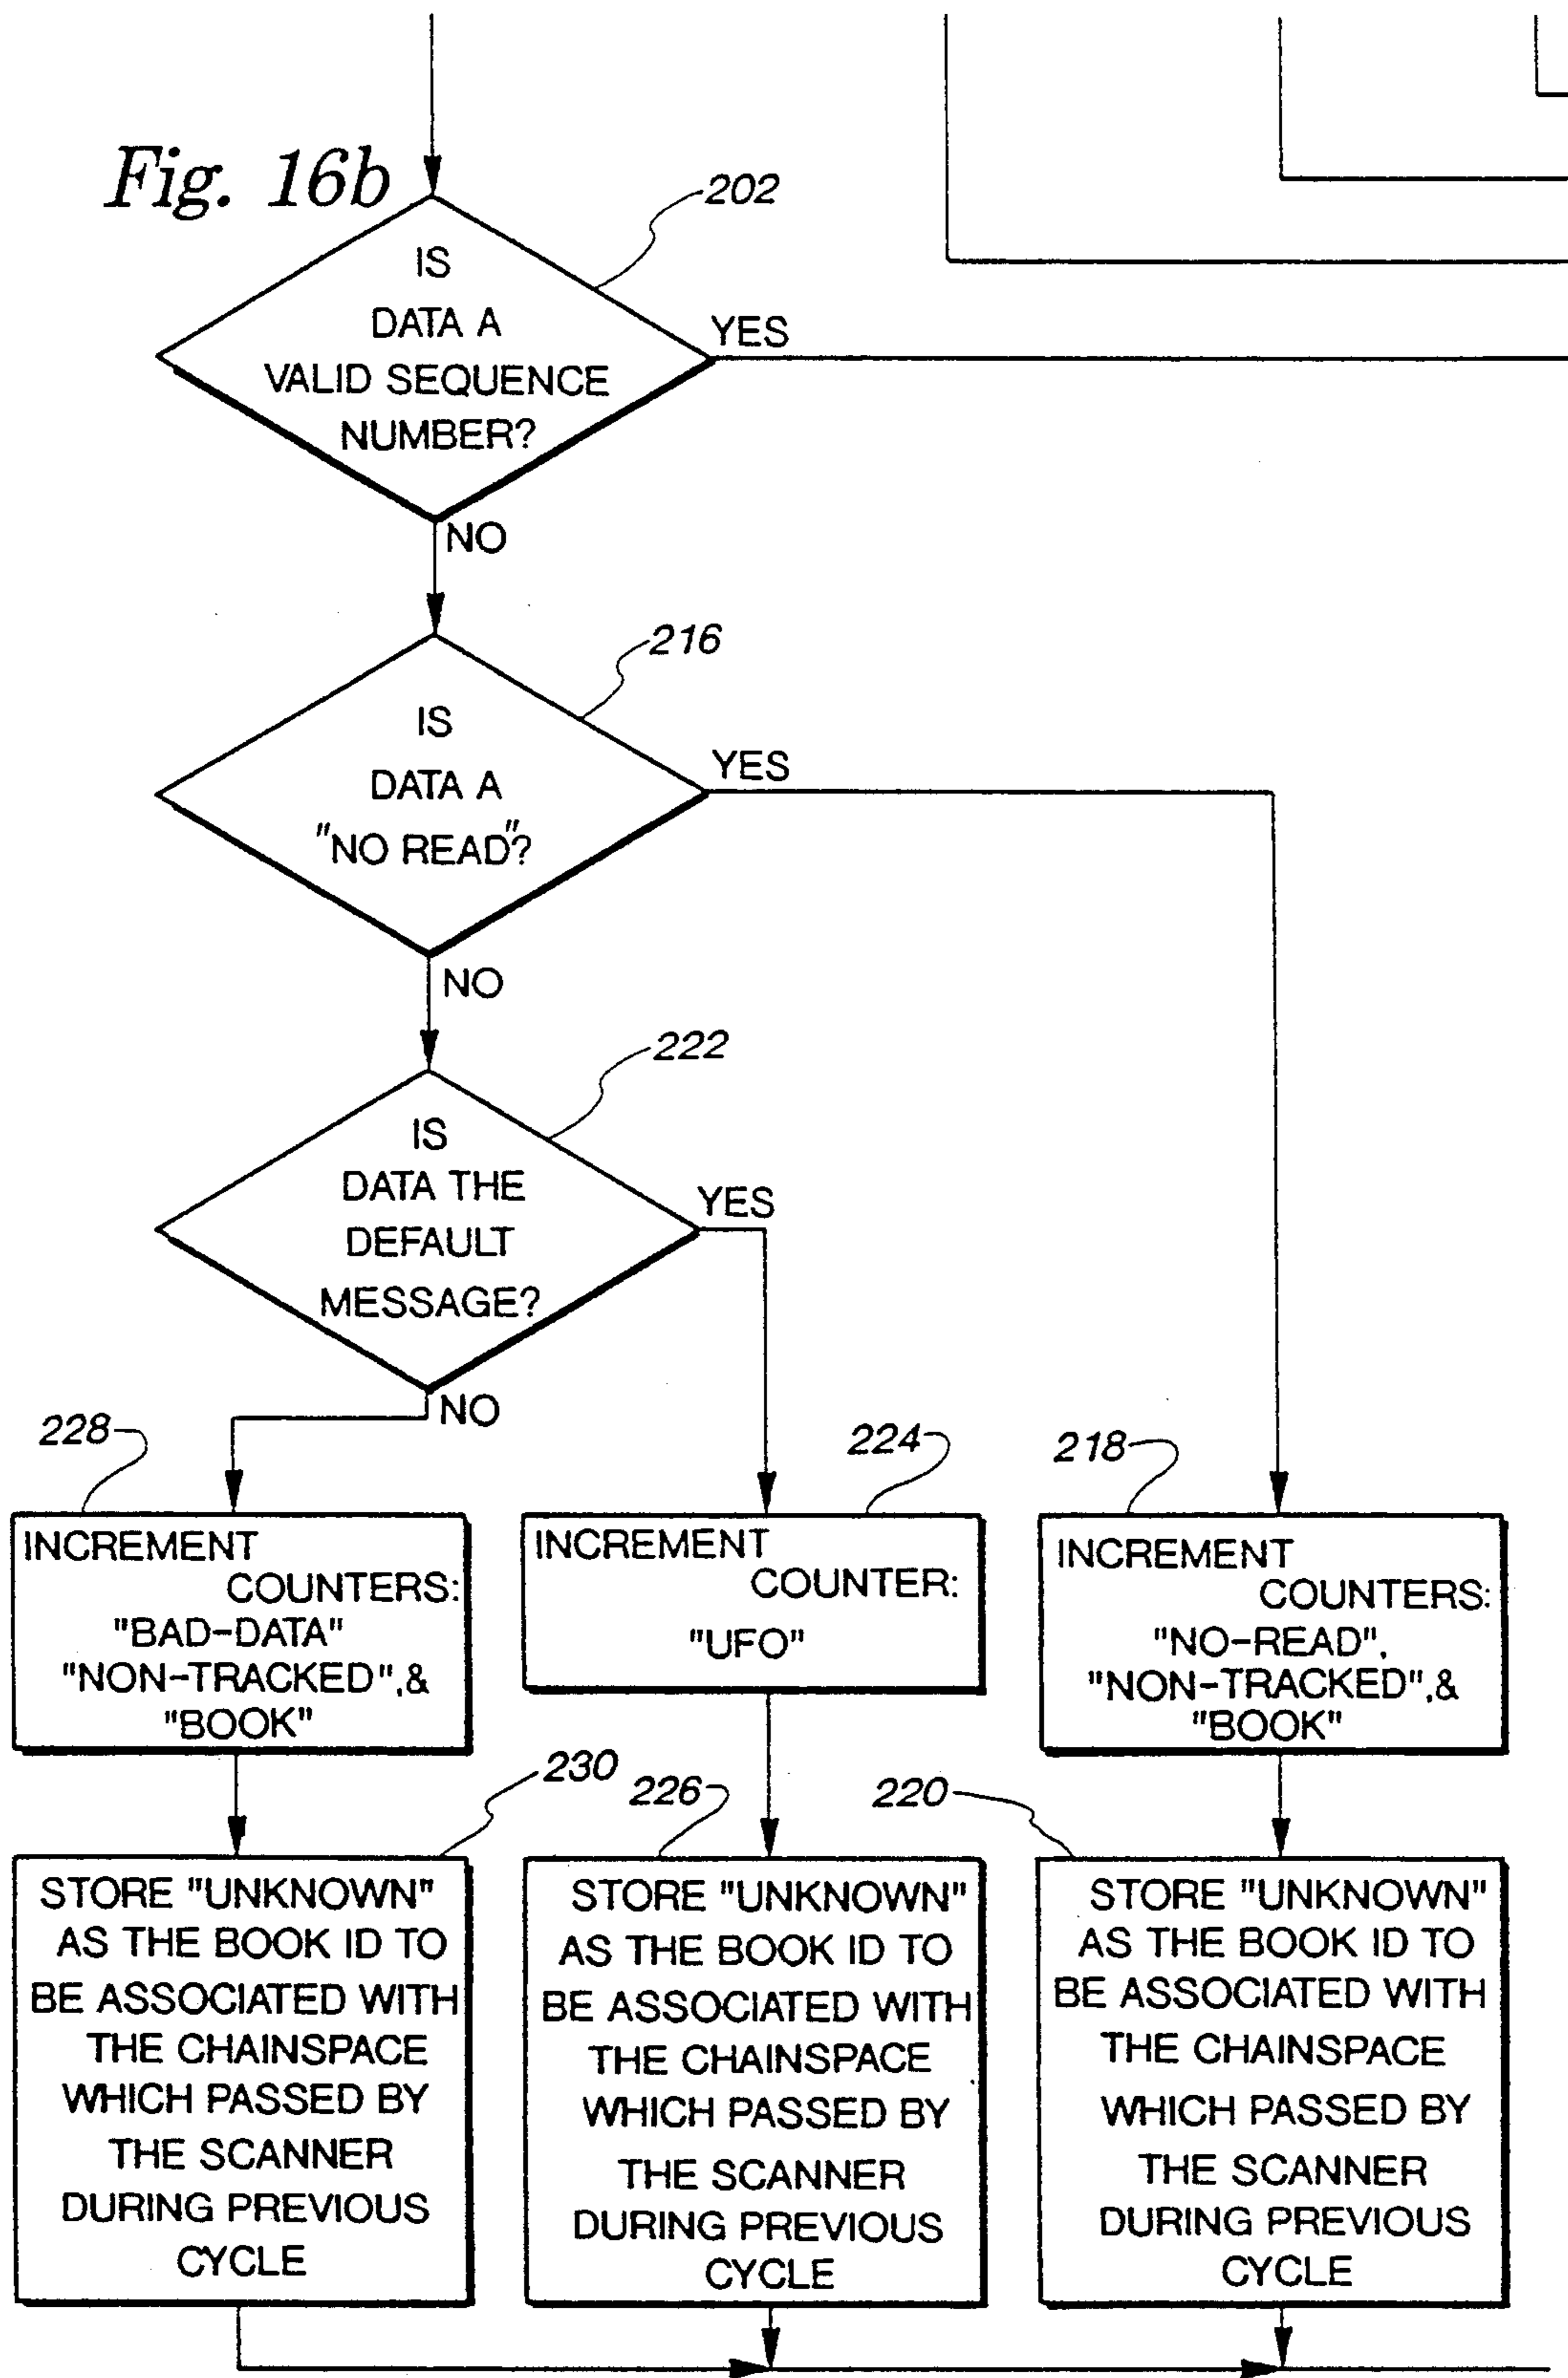 Fig. 16b
202
IS
DATA A
VALID SEQUENCE
NUMBER?
YES
NO
216
IS
DATA A
"NO READ"?
YES
NO
222
IS
DATA THE
DEFAULT
MESSAGE?
YES
NO
228
INCREMENT
COUNTERS:
"BAD-DATA"
"NON-TRACKED",&
"BOOK"
224
INCREMENT
COUNTER:
"UFO"
218
INCREMENT
COUNTERS:
"NO-READ",
"NON-TRACKED",&
"BOOK"
230
STORE "UNKNOWN"
AS THE BOOK ID TO
BE ASSOCIATED WITH
THE CHAINSPACE
WHICH PASSED BY
THE SCANNER
DURING PREVIOUS
CYCLE
226
STORE "UNKNOWN"
AS THE BOOK ID TO
BE ASSOCIATED WITH
THE CHAINSPACE
WHICH PASSED BY
THE SCANNER
DURING PREVIOUS
CYCLE
220
STORE "UNKNOWN"
AS THE BOOK ID TO
BE ASSOCIATED WITH
THE CHAINSPACE
WHICH PASSED BY
THE SCANNER
DURING PREVIOUS
CYCLE